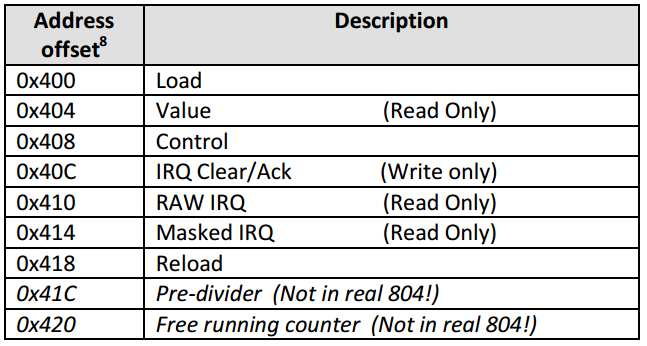 Address offset8 Description
0x400 Load
0x404 Value (Read Only)
0x408 Control
0x40C IRQ Clear/Ack (Write only)
0x410 RAW IRQ (Read Only)
0x414 Masked IRQ (Read Only)
0x418 Reload
0x41C Pre-divider (Not in real 804!)
0x420 Free running counter (Not in real 804!)